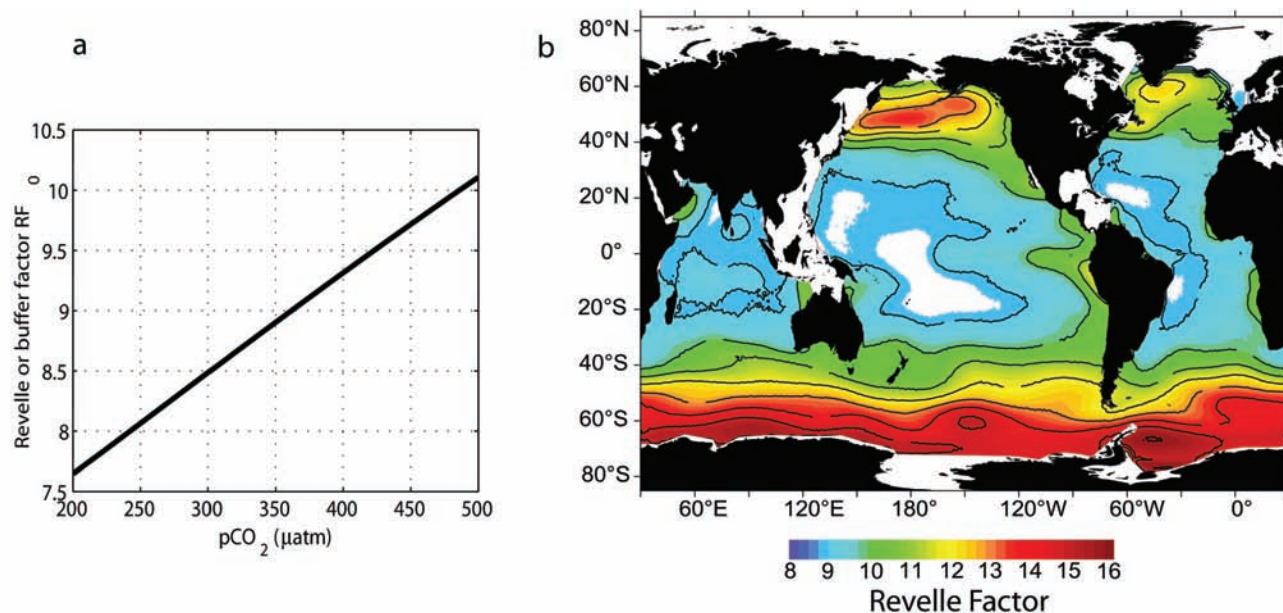 a
Revelle or buffer factor RF 0
10.5
10
9.5
9
8.5
8
7.5
200 250 300 350 400 450 500
pCO2 (µatm)
b
80°N
60°N
40°N
20°N
0°
20°S
40°S
60°S
80°S
60°E 120°E 180° 120°W 60°W 0°
8 9 10 11 12 13 14 15 16
Revelle Factor